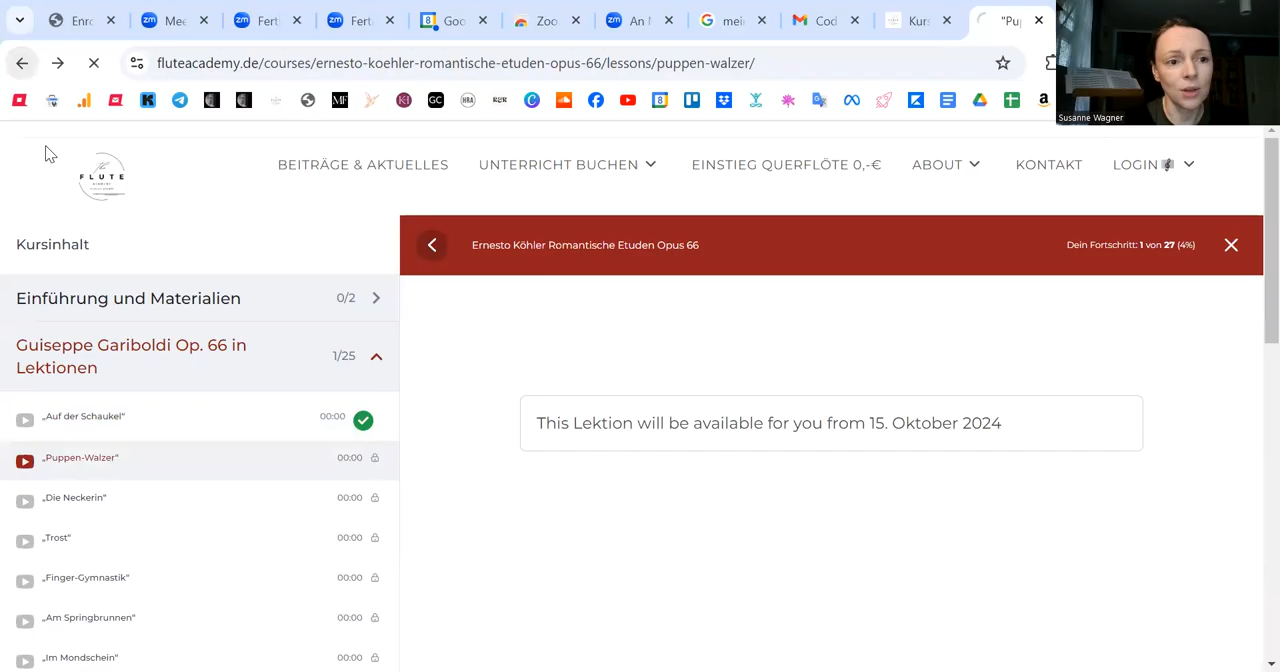 Enro
Mee
Fert
Fert
Goo
Zoo
An M
mei
Cod
Kurs
"Pup
fluteacademy.de/courses/ernesto-koehler-romantische-etuden-opus-66/lessons/puppen-walzer/
Susanne Wagner
the
FLUTE
BEITRÄGE & AKTUELLES
UNTERRICHT BUCHEN
EINSTIEG QUERFLÖTE 0,-€
ABOUT
KONTAKT
LOGIN
Kursinhalt
Ernesto Köhler Romantische Etuden Opus 66
Dein Fortschritt: 1 von 27 (4%)
Einführung und Materialien 0/2
Guiseppe Gariboldi Op. 66 in
Lektionen 1/25
„Auf der Schaukel“ 00:00
„Puppen-Walzer“ 00:00
„Die Neckerin“ 00:00
„Trost“ 00:00
„Finger-Gymnastik“ 00:00
„Am Springbrunnen“ 00:00
„Im Mondschein“ 00:00
This Lektion will be available for you from 15. Oktober 2024